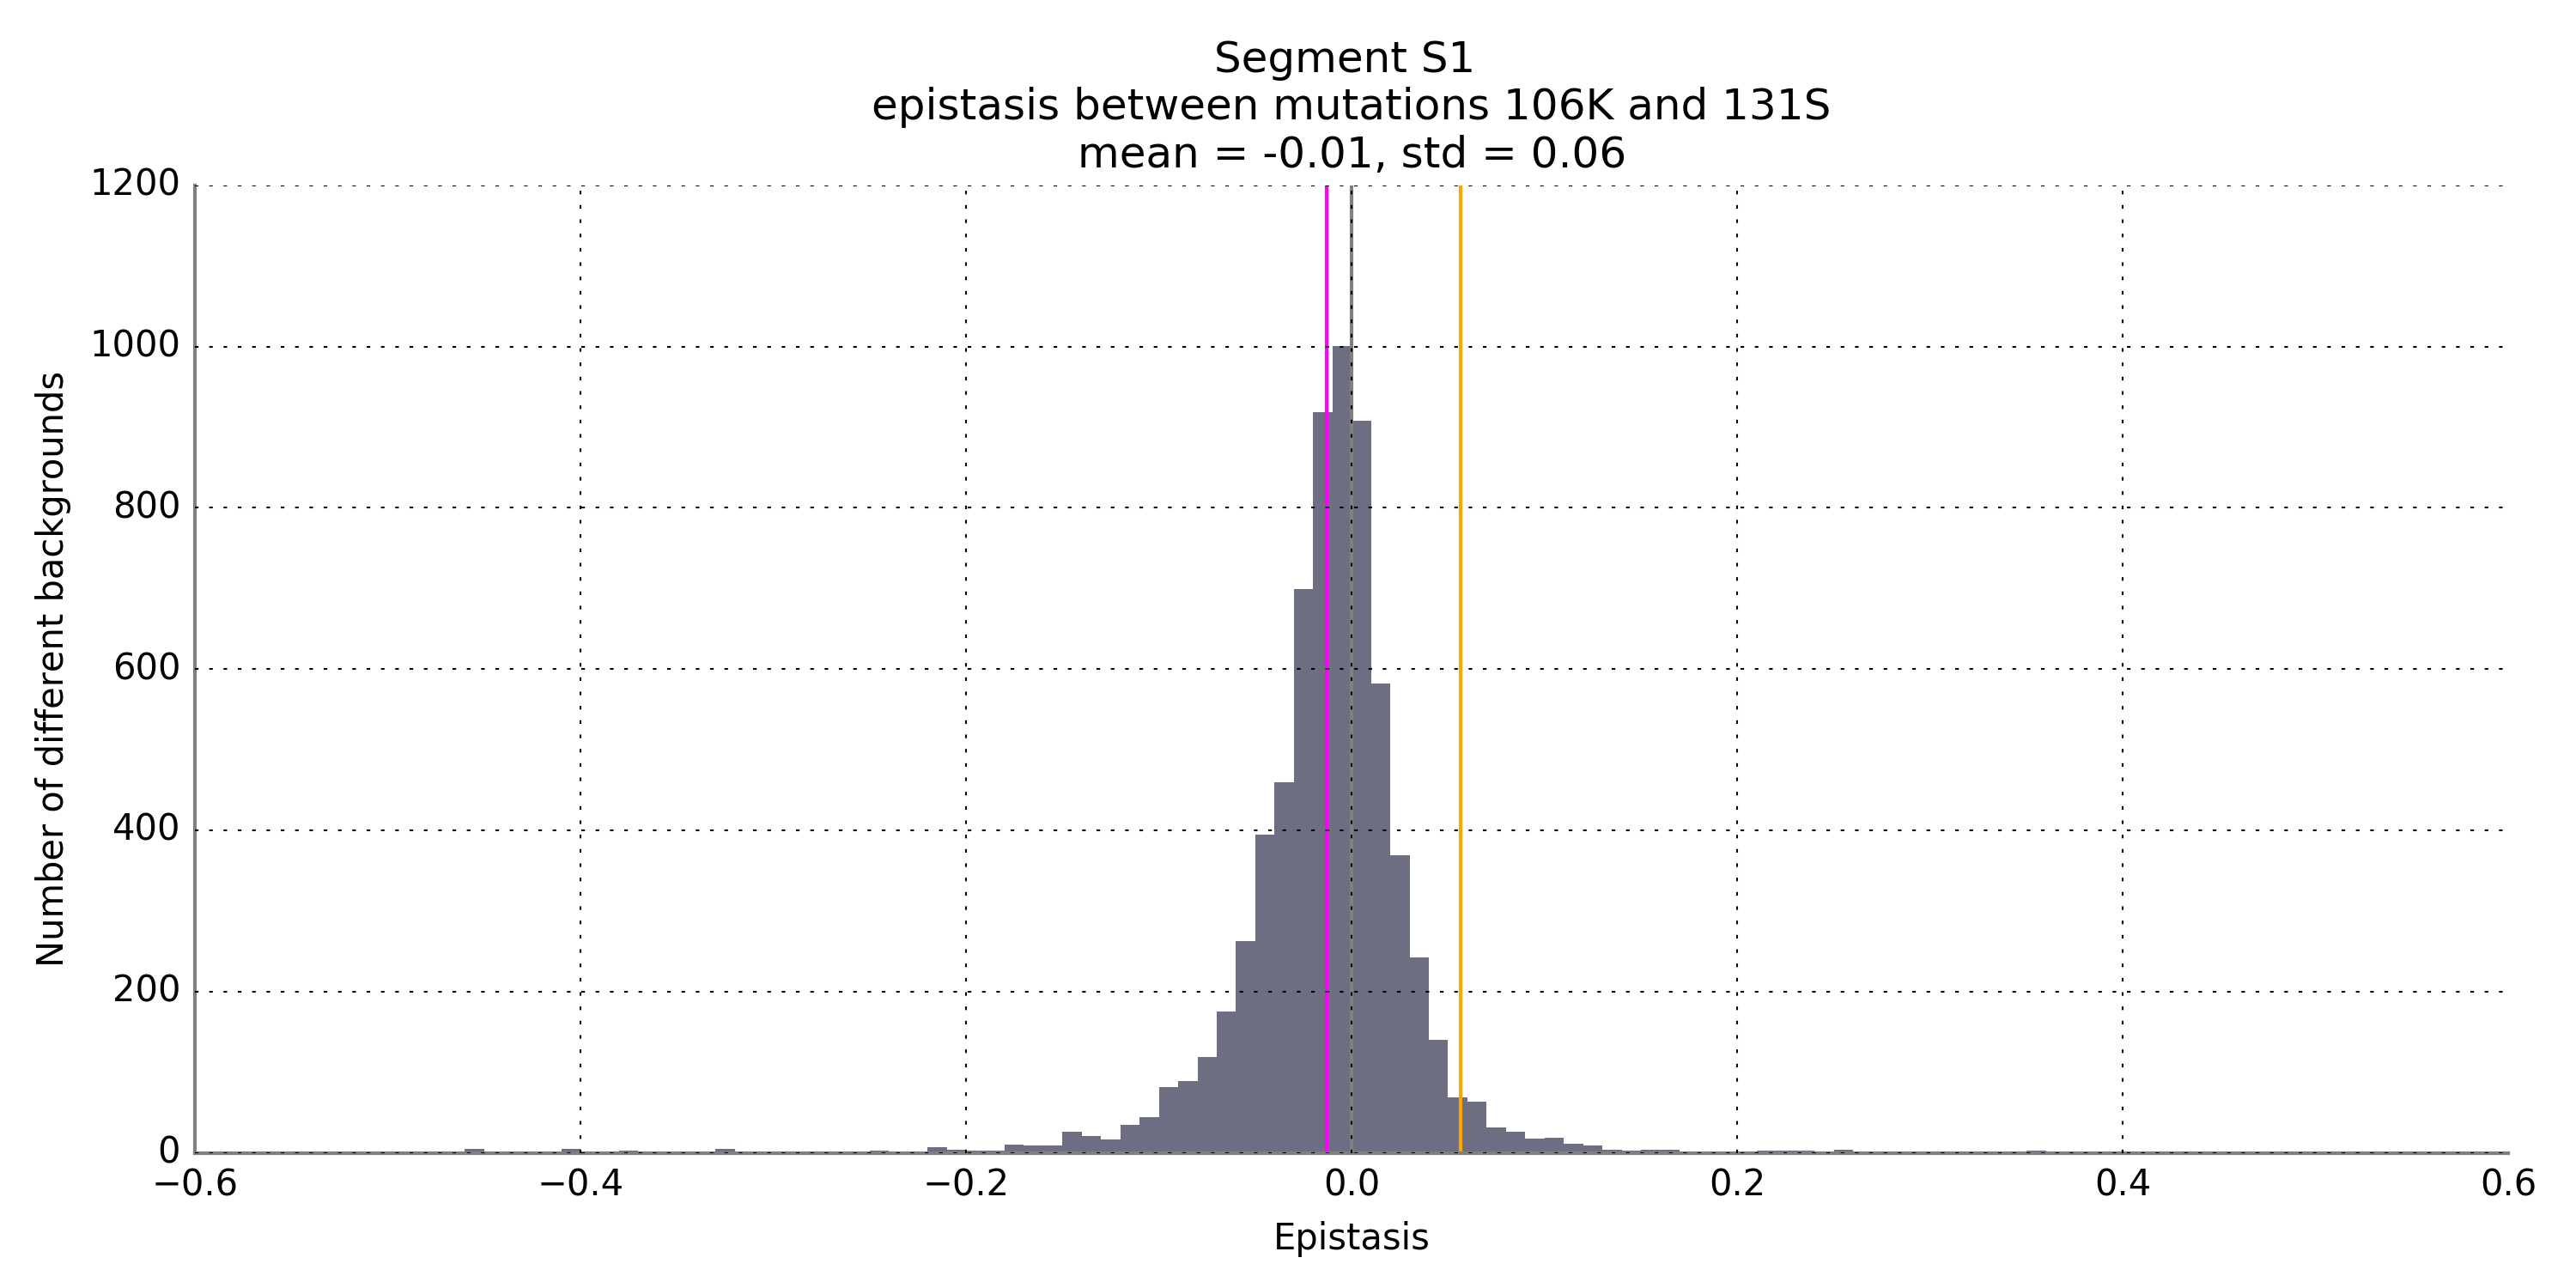 Segment S1
epistasis between mutations 106K and 131S
mean = -0.01, std = 0.06
1200
1000
800
600
400
200
0
Number of different backgrounds
−0.6
−0.4
−0.2
0.0
0.2
0.4
0.6
Epistasis